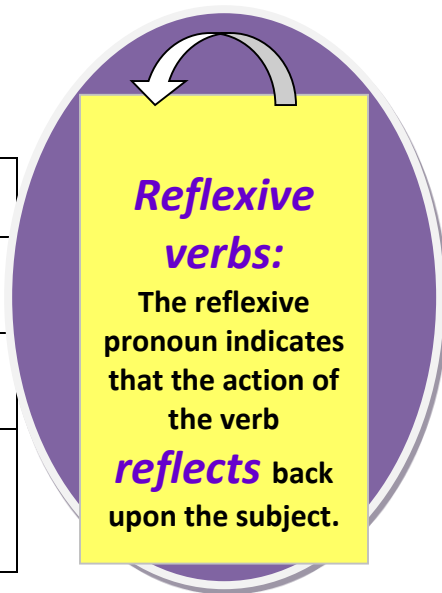 Reflexive
verbs:
The reflexive
pronoun indicates
that the action of
the verb
reflects back
upon the subject.